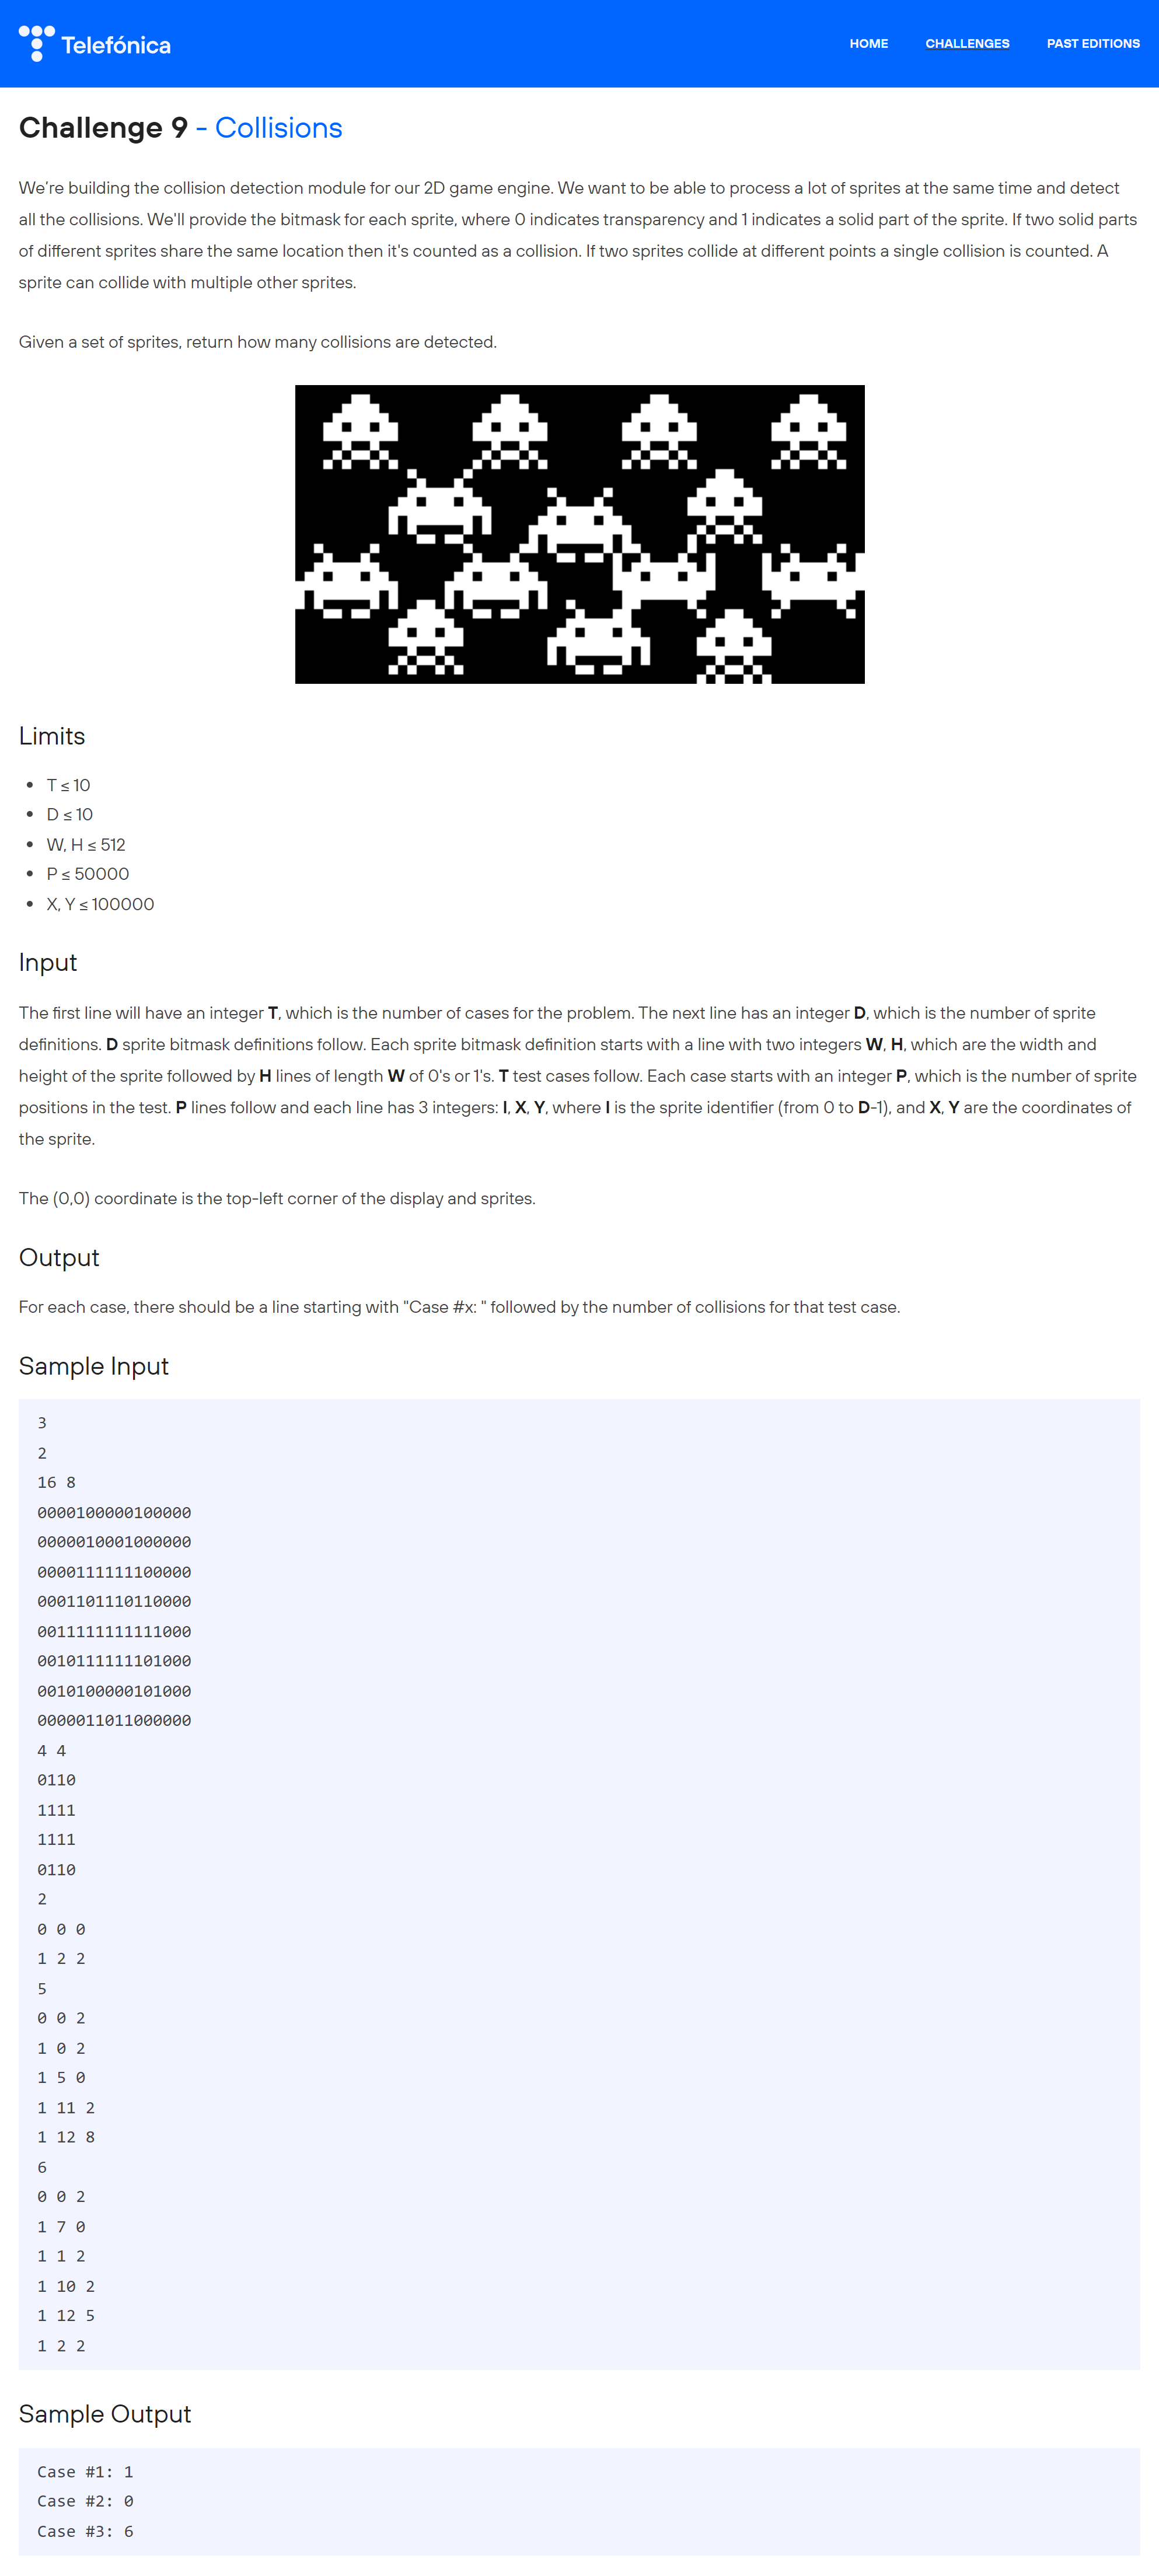 Telefónica
HOME
CHALLENGES
PAST EDITIONS
Challenge 9 - Collisions
We're building the collision detection module for our 2D game engine. We want to be able to process a lot of sprites at the same time and detect
all the collisions. We'll provide the bitmask for each sprite, where 0 indicates transparency and 1 indicates a solid part of the sprite. If two solid parts
of different sprites share the same location then it's counted as a collision. If two sprites collide at different points a single collision is counted. A
sprite can collide with multiple other sprites.
Given a set of sprites, return how many collisions are detected.
Limits
• T ≤ 10
• D ≤ 10
• W, H ≤ 512
• P ≤ 50000
• X, Y ≤ 100000
Input
The first line will have an integer T, which is the number of cases for the problem. The next line has an integer D, which is the number of sprite
definitions. D sprite bitmask definitions follow. Each sprite bitmask definition starts with a line with two integers W, H, which are the width and
height of the sprite followed by H lines of length W of 0's or 1's. T test cases follow. Each case starts with an integer P, which is the number of sprite
positions in the test. P lines follow and each line has 3 integers: I, X, Y, where I is the sprite identifier (from 0 to D-1), and X, Y are the coordinates of
the sprite.
The (0,0) coordinate is the top-left corner of the display and sprites.
Output
For each case, there should be a line starting with "Case #x: " followed by the number of collisions for that test case.
Sample Input
3
2
16 8
0000100000100000
0000010001000000
0000111111100000
0001101110110000
0011111111111000
0010111111101000
0010100000101000
0000011011000000
4 4
0110
1111
1111
0110
2
0 0 0
1 2 2
5
0 0 2
1 0 2
1 5 0
1 11 2
1 12 8
6
0 0 2
1 7 0
1 1 2
1 10 2
1 12 5
1 2 2
Sample Output
Case #1: 1
Case #2: 0
Case #3: 6